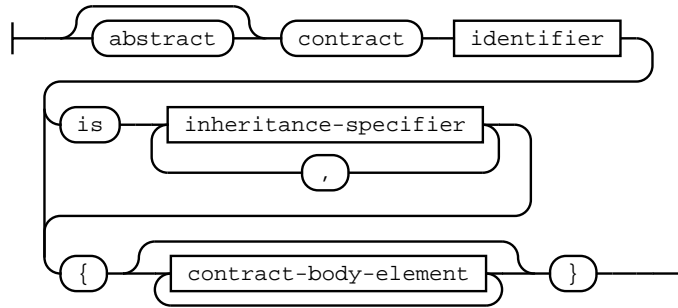 abstract contract identifier
is inheritance-specifier
,
{ contract-body-element }